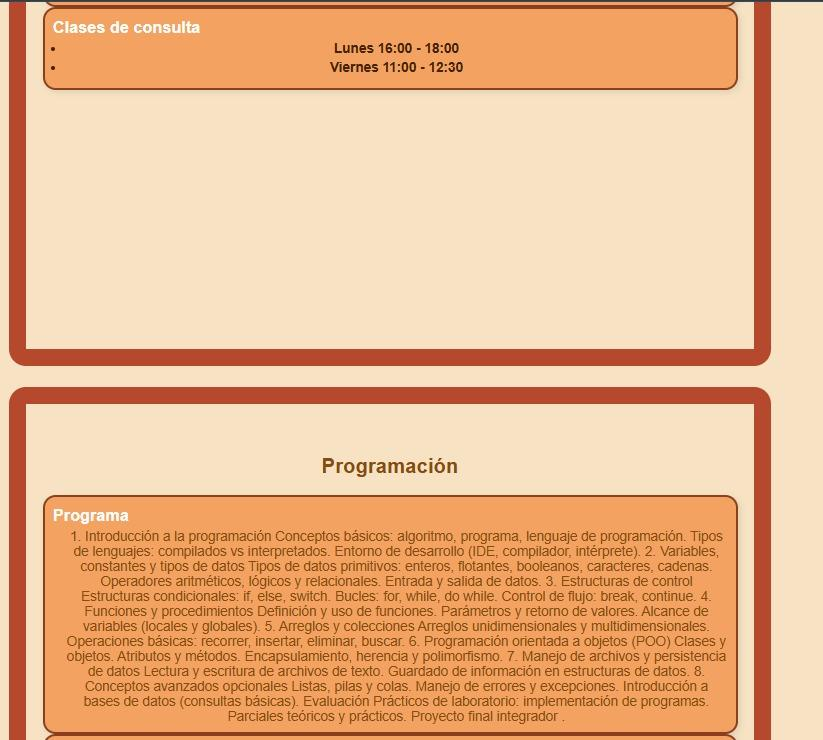 Clases de consulta
Lunes 16:00 - 18:00
Viernes 11:00 - 12:30
Programación
Programa
1. Introducción a la programación Conceptos básicos: algoritmo, programa, lenguaje de programación. Tipos
de lenguajes: compilados vs interpretados. Entorno de desarrollo (IDE, compilador, intérprete). 2. Variables,
constantes y tipos de datos Tipos de datos primitivos: enteros, flotantes, booleanos, caracteres, cadenas.
Operadores aritméticos, lógicos y relacionales. Entrada y salida de datos. 3. Estructuras de control
Estructuras condicionales: if, else, switch. Bucles: for, while, do while. Control de flujo: break, continue. 4.
Funciones y procedimientos Definición y uso de funciones. Parámetros y retorno de valores. Alcance de
variables (locales y globales). 5. Arreglos y colecciones Arreglos unidimensionales y multidimensionales.
Operaciones básicas: recorrer, insertar, eliminar, buscar. 6. Programación orientada a objetos (POO) Clases y
objetos. Atributos y métodos. Encapsulamiento, herencia y polimorfismo. 7. Manejo de archivos y persistencia
de datos Lectura y escritura de archivos de texto. Guardado de información en estructuras de datos. 8.
Conceptos avanzados opcionales Listas, pilas y colas. Manejo de errores y excepciones. Introducción a
bases de datos (consultas básicas). Evaluación Prácticos de laboratorio: implementación de programas.
Parciales teóricos y prácticos. Proyecto final integrador .